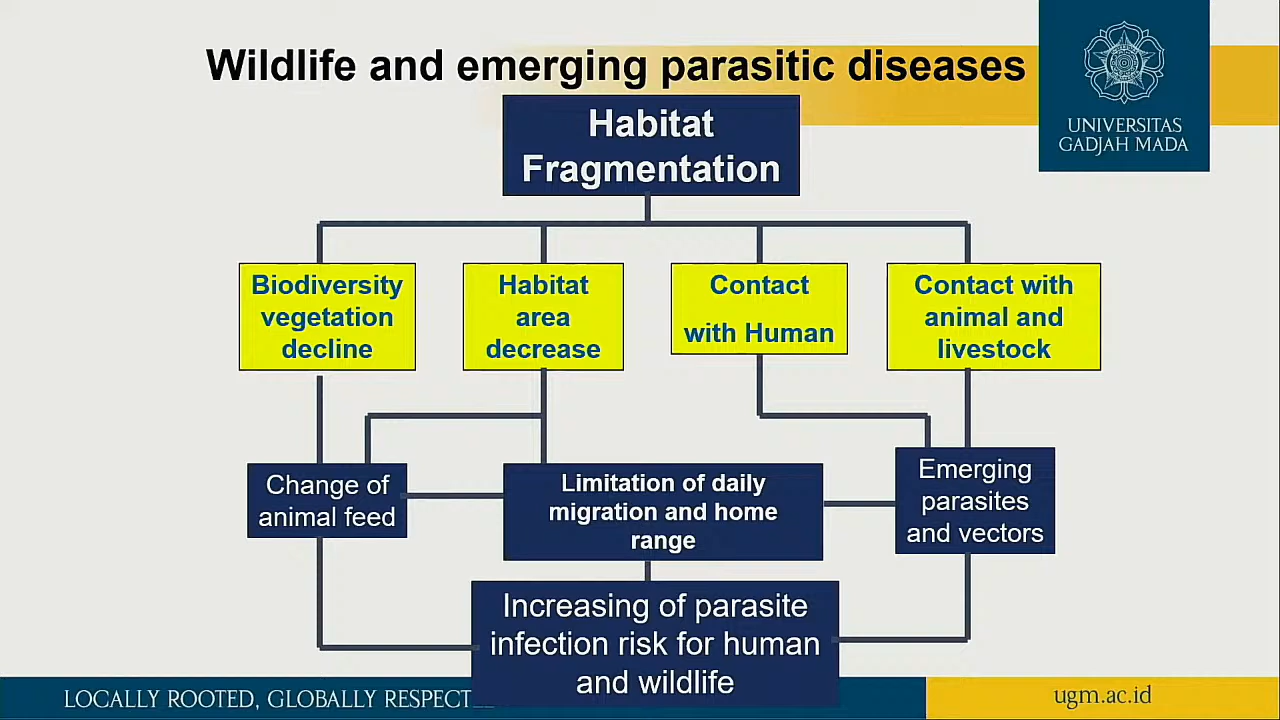 Wildlife and emerging parasitic diseases
UNIVERSITAS
GADJAH MADA
Habitat
Fragmentation
Biodiversity
vegetation
decline
Habitat
area
decrease
Contact
with Human
Contact with
animal and
livestock
Change of
animal feed
Limitation of daily
migration and home
range
Emerging
parasites
and vectors
Increasing of parasite
infection risk for human
and wildlife
LOCALLY ROOTED, GLOBALLY
ugm.ac.id